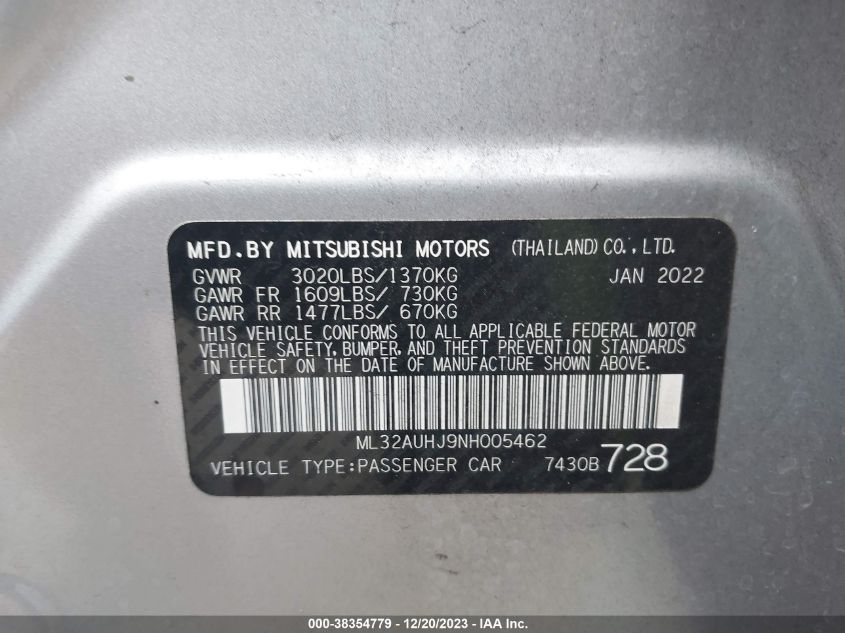 MFD. BY MITSUBISHI MOTORS (THAILAND) CO., LTD.
GVWR 3020LBS/1370KG JAN 2022
GAWR FR 1609LBS/ 730KG
GAWR RR 1477LBS/ 670KG
THIS VEHICLE CONFORMS TO ALL APPLICABLE FEDERAL MOTOR
VEHICLE SAFETY, BUMPER, AND THEFT PREVENTION STANDARDS
IN EFFECT ON THE DATE OF MANUFACTURE SHOWN ABOVE.
ML32AUHJ9NH005462
VEHICLE TYPE:PASSENGER CAR 7430B 728
000-38354779 — 12/20/2023 — IAA Inc.